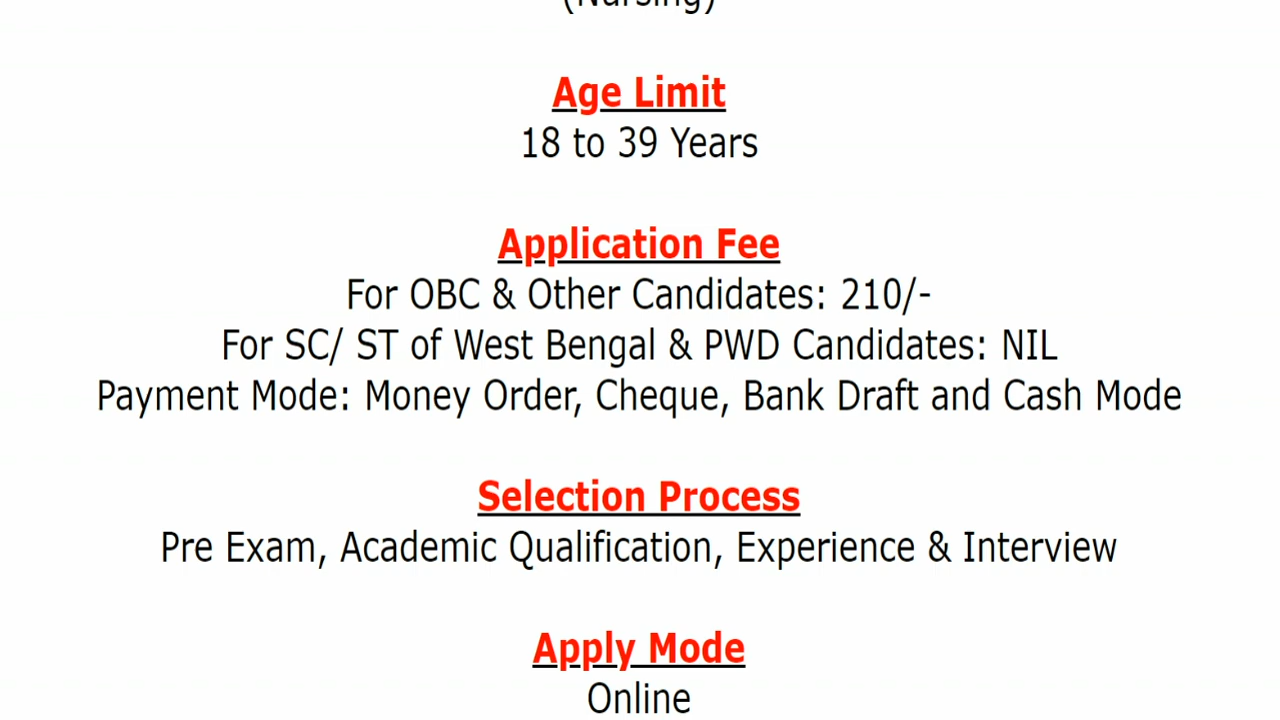 (Nursing)
Age Limit
18 to 39 Years
Application Fee
For OBC & Other Candidates: 210/-
For SC/ ST of West Bengal & PWD Candidates: NIL
Payment Mode: Money Order, Cheque, Bank Draft and Cash Mode
Selection Process
Pre Exam, Academic Qualification, Experience & Interview
Apply Mode
Online